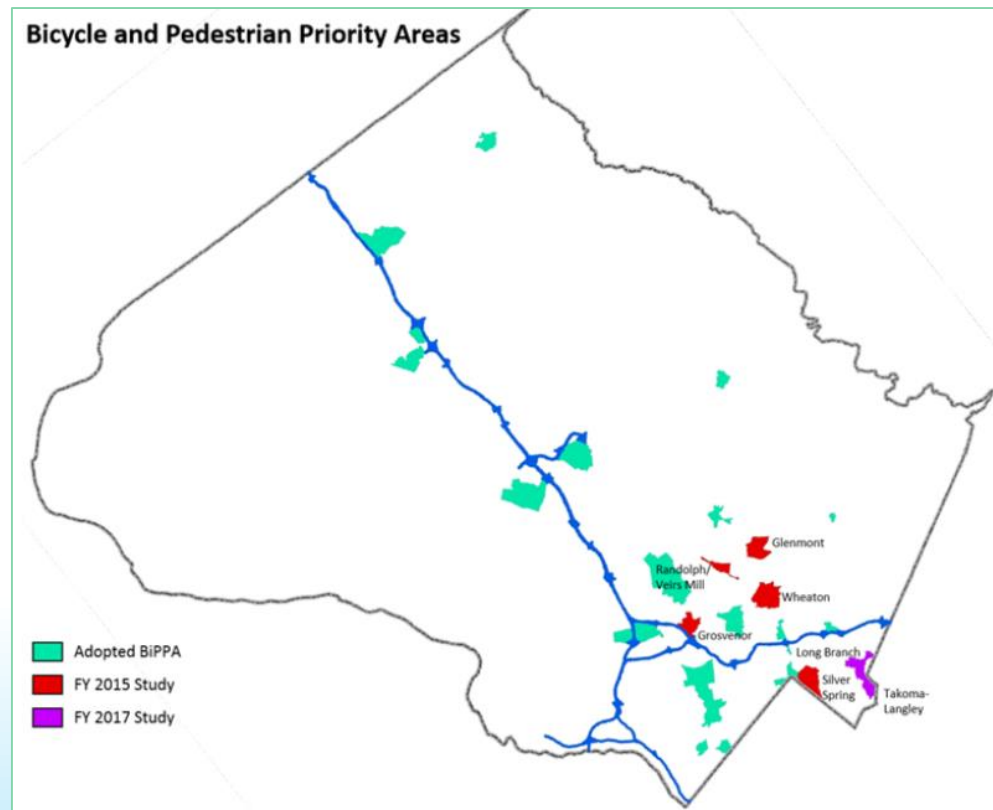 Bicycle and Pedestrian Priority Areas
Glenmont
Randolph/
Veirs Mill
Wheaton
Grosvenor
Long Branch
Silver
Spring
Takoma-
Langley
Adopted BiPPA
FY 2015 Study
FY 2017 Study